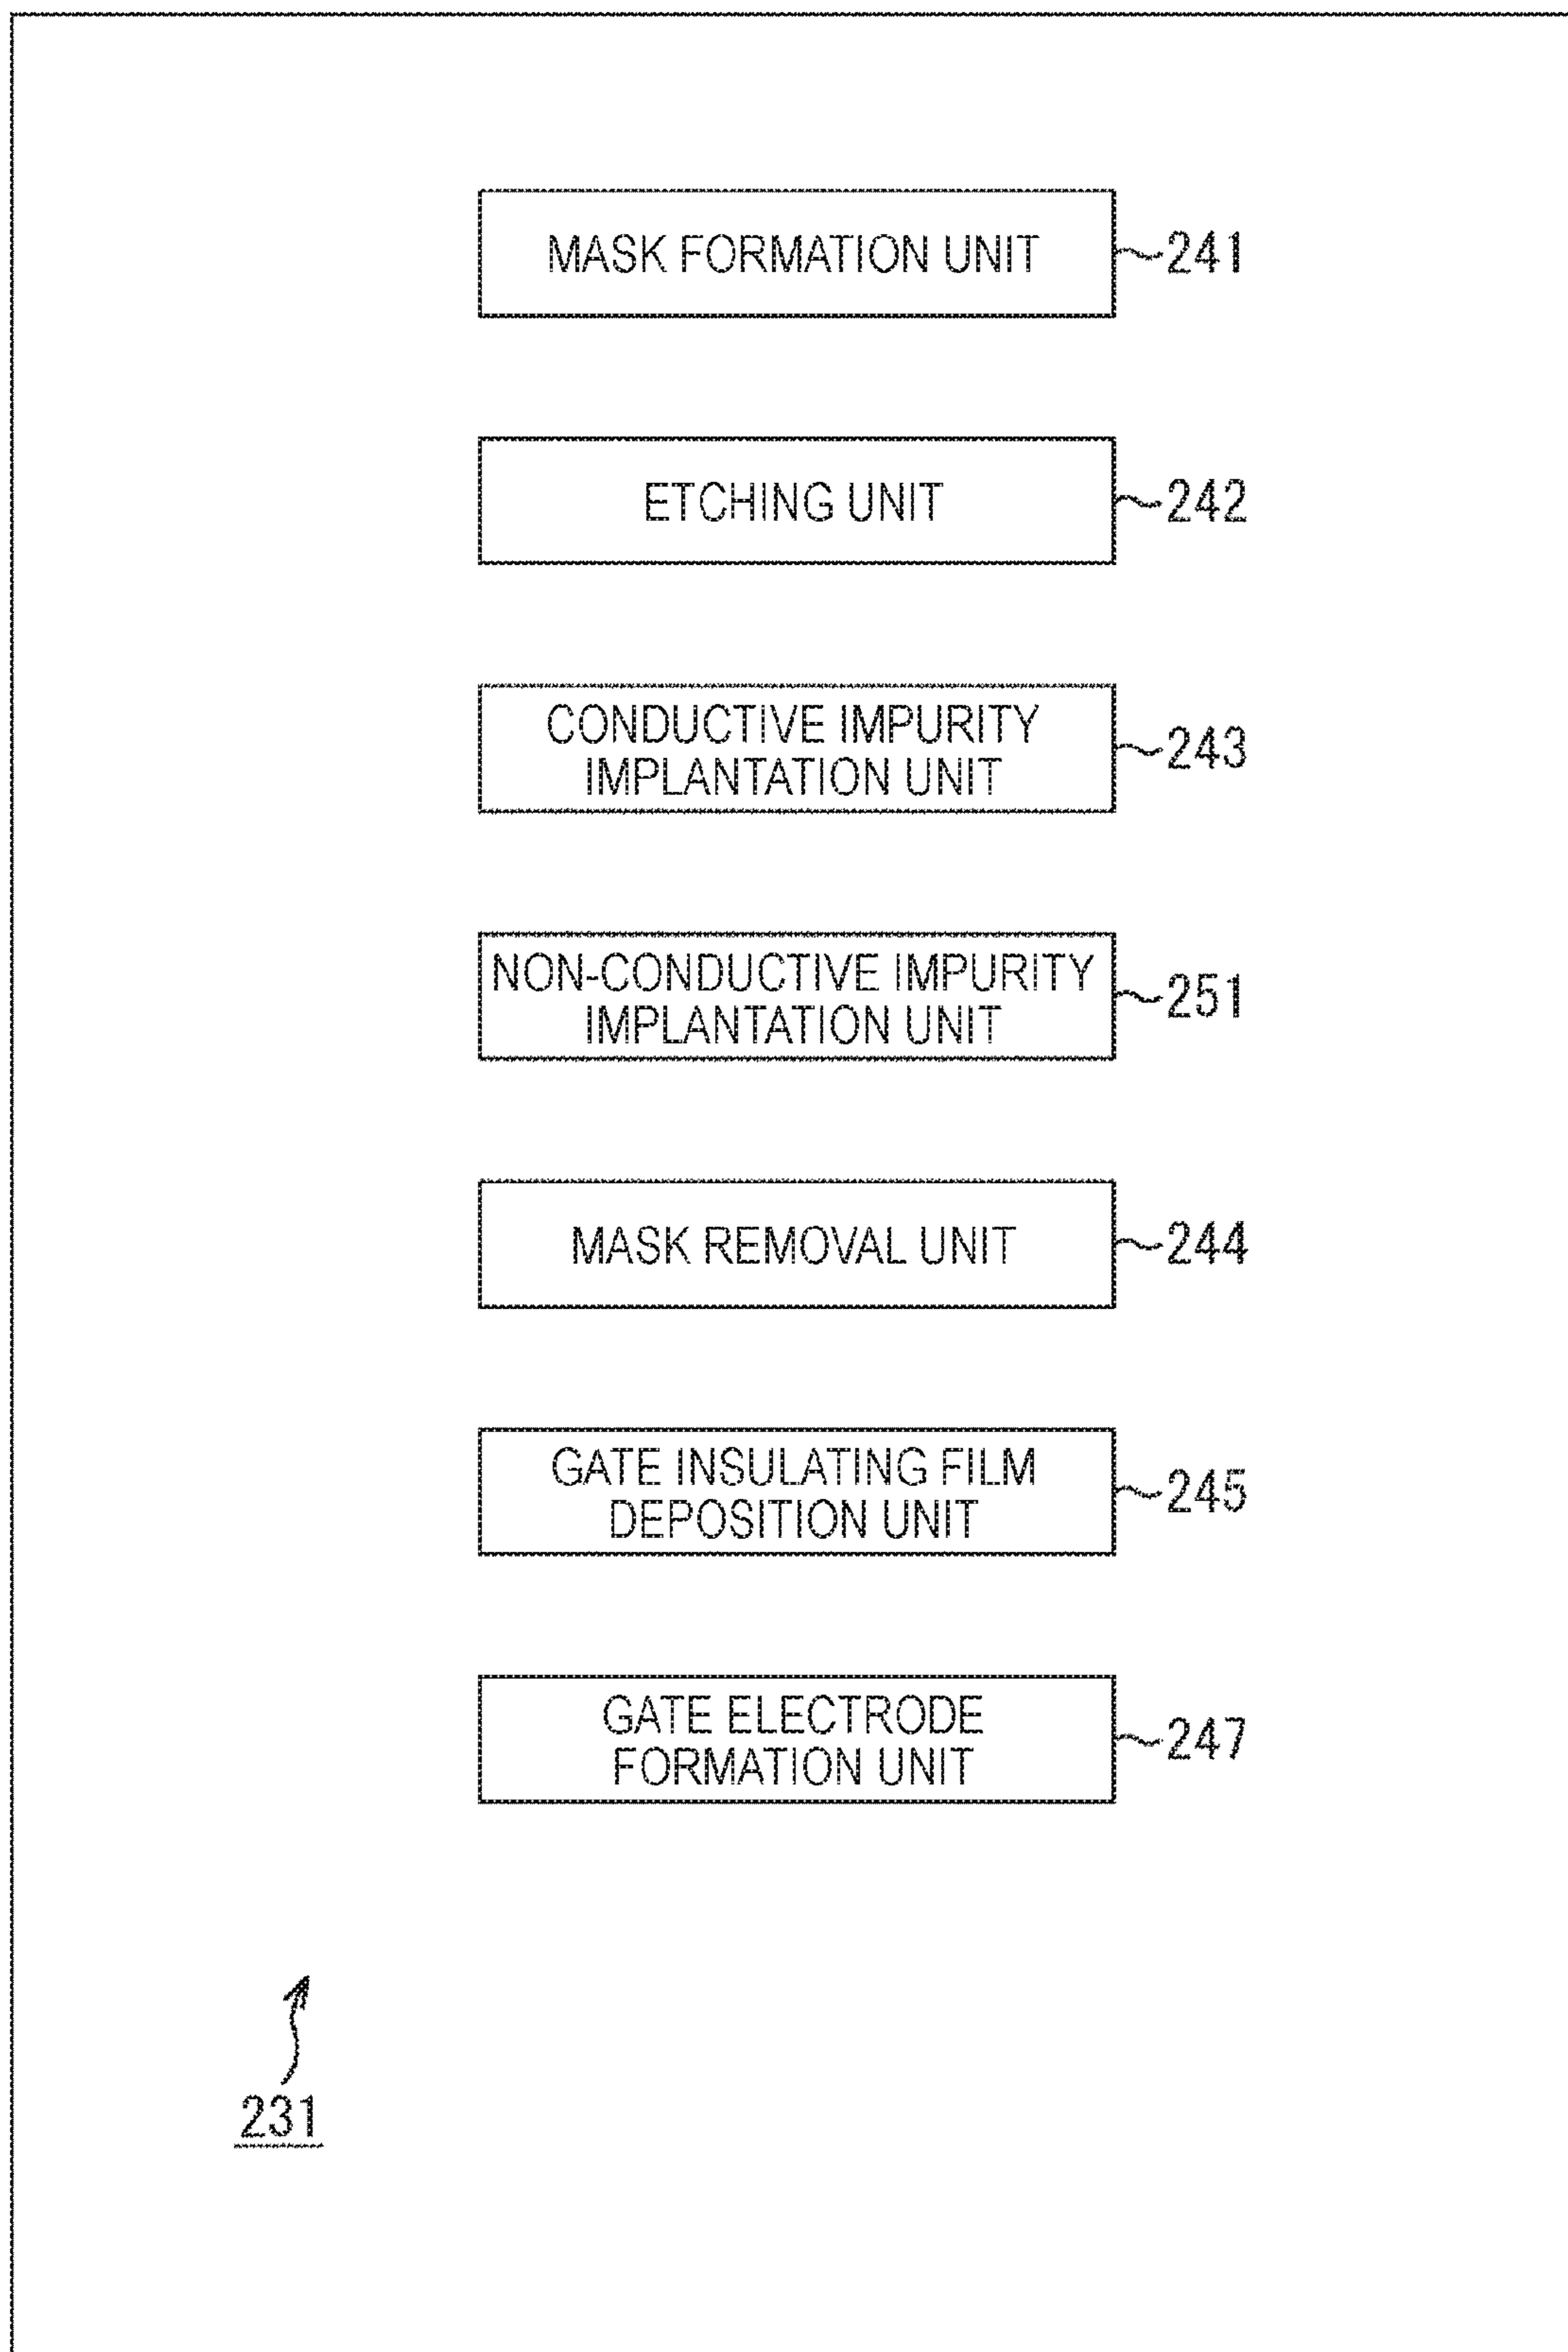 MASK FORMATION UNIT
241
ETCHING UNIT
242
CONDUCTIVE IMPURITY
IMPLANTATION UNIT
243
NON-CONDUCTIVE IMPURITY
IMPLANTATION UNIT
251
MASK REMOVAL UNIT
244
GATE INSULATING FILM
DEPOSITION UNIT
245
GATE ELECTRODE
FORMATION UNIT
247
231